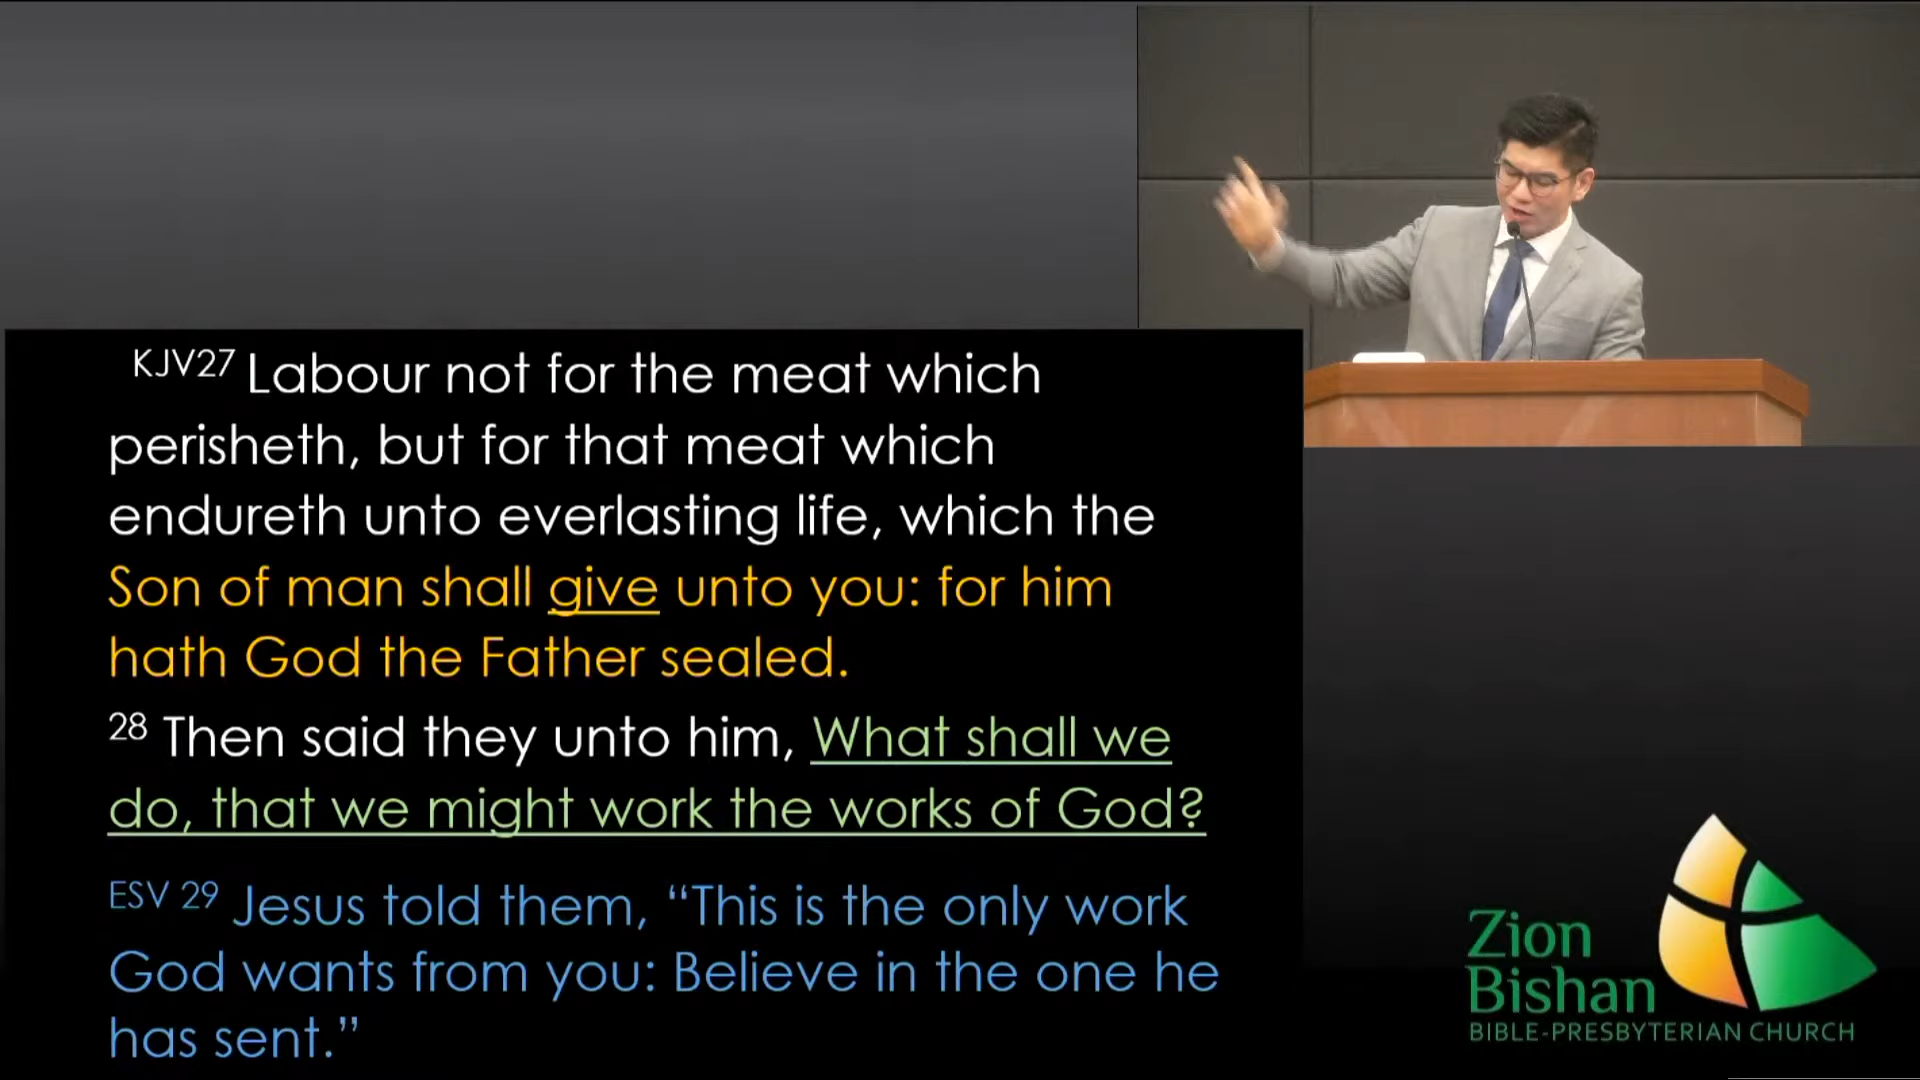 KJV27 Labour not for the meat which
perisheth, but for that meat which
endureth unto everlasting life, which the
Son of man shall give unto you: for him
hath God the Father sealed.
28 Then said they unto him, What shall we
do, that we might work the works of God?
ESV 29 Jesus told them, “This is the only work
God wants from you: Believe in the one he
has sent.”
Zion
Bishan
BIBLE-PRESBYTERIAN CHURCH